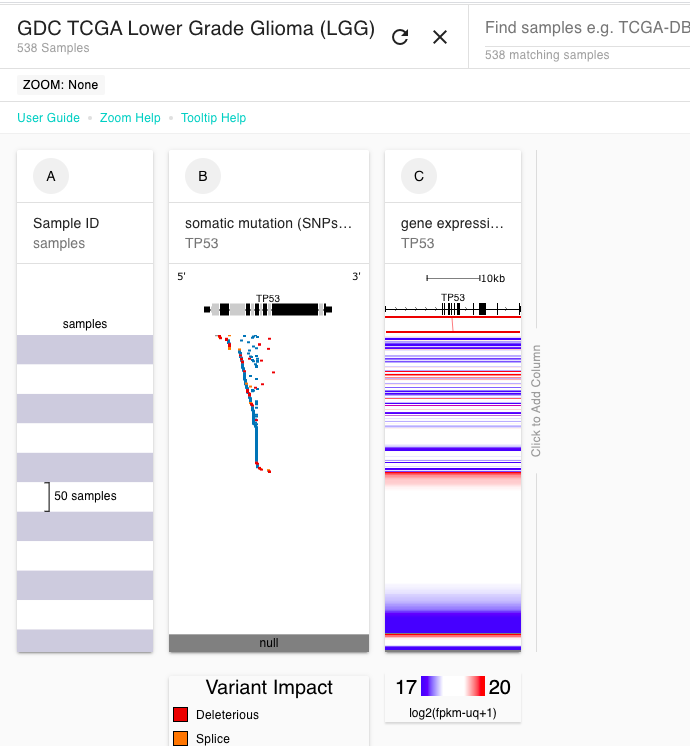 GDC TCGA Lower Grade Glioma (LGG)
538 Samples
Find samples e.g. TCGA-DB
538 matching samples
ZOOM: None
User Guide • Zoom Help • Tooltip Help
A
Sample ID
samples
samples
50 samples
B
somatic mutation (SNPs…
TP53
5'
3'
TP53
null
Variant Impact
Deleterious
Splice
C
gene expressi…
TP53
10kb
TP53
17
20
log2(fpkm-uq+1)
Click to Add Column